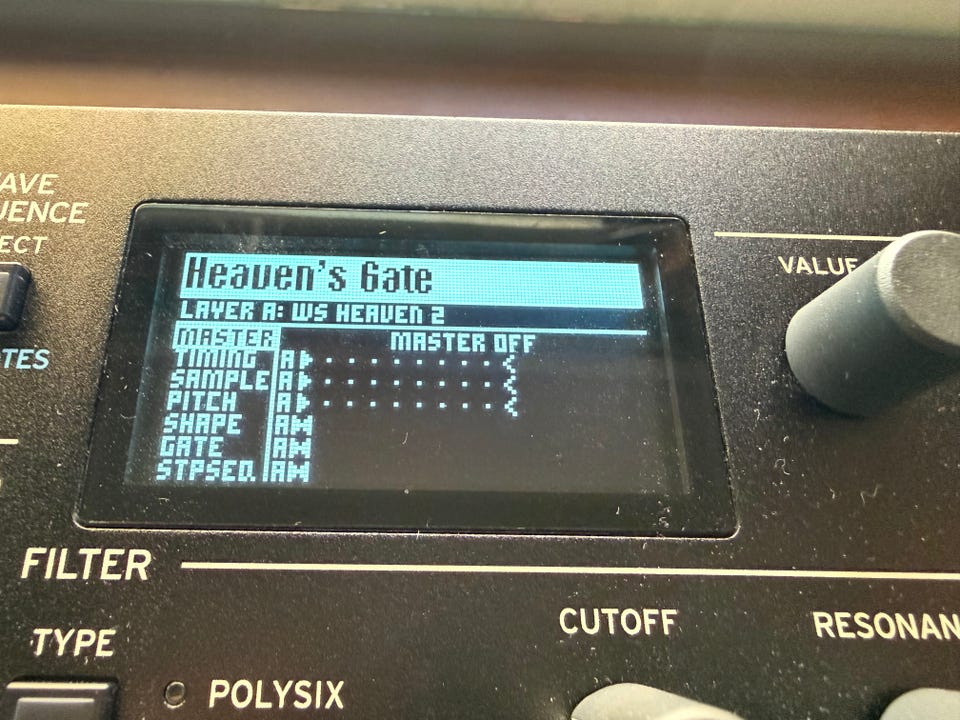 AVE
UENCE
ECT
TES
VALUE
Heaven's Gate
LAYER A: WS HEAVEN 2
MASTER MASTER OFF
TIMING A
SAMPLE A
PITCH A
SHAPE A
GATE A
STPSEQ A
FILTER
TYPE
CUTOFF
RESONAN
POLYSIX